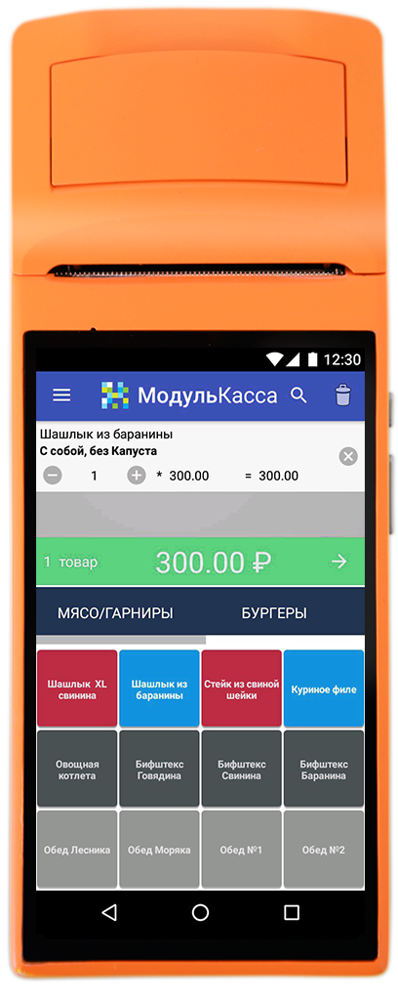 12:30
МодульКасса
Шашлык из баранины
С собой, без Капуста
1 * 300.00 = 300.00
1 товар 300.00 ₽
МЯСО/ГАРНИРЫ БУРГЕРЫ
Шашлык XL
свинина
Шашлык из
баранины
Стейк из свиной
шейки
Куриное филе
Овощная
котлета
Бифштекс
Говядина
Бифштекс
Свинина
Бифштекс
Баранина
Обед Лесника
Обед Моряка
Обед №1
Обед №2